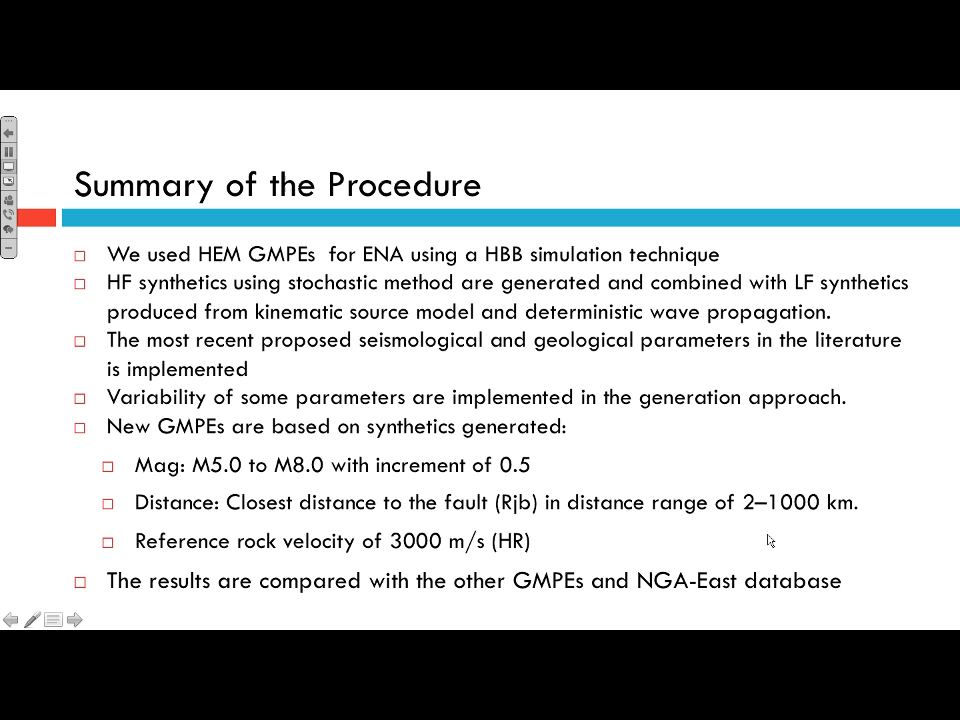 Summary of the Procedure
We used HEM GMPEs for ENA using a HBB simulation technique
HF synthetics using stochastic method are generated and combined with LF synthetics
produced from kinematic source model and deterministic wave propagation.
The most recent proposed seismological and geological parameters in the literature
is implemented
Variability of some parameters are implemented in the generation approach.
New GMPEs are based on synthetics generated:
Mag: M5.0 to M8.0 with increment of 0.5
Distance: Closest distance to the fault (Rjb) in distance range of 2–1000 km.
Reference rock velocity of 3000 m/s (HR)
The results are compared with the other GMPEs and NGA-East database